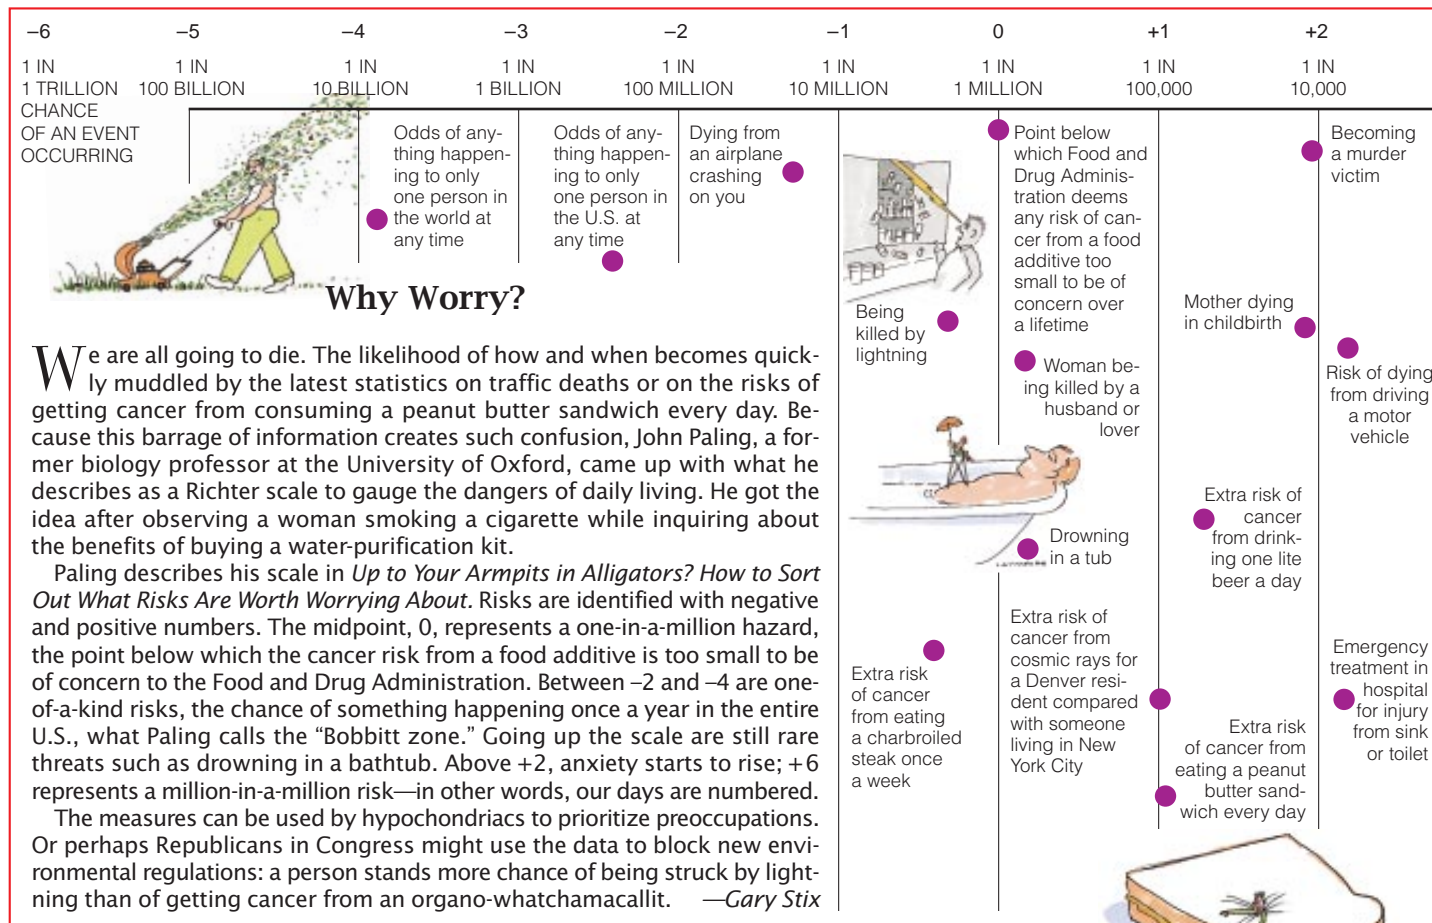 –6 –5 –4 –3 –2 –1 0 +1 +2
1 IN 1 IN 1 IN 1 IN 1 IN 1 IN 1 IN 1 IN 1 IN
1 TRILLION 100 BILLION 10 BILLION 1 BILLION 100 MILLION 10 MILLION 1 MILLION 100,000 10,000
CHANCE
OF AN EVENT
OCCURRING
Odds of any-
thing happen-
ing to only
one person in
the world at
any time
Odds of any-
thing happen-
ing to only
one person in
the U.S. at
any time
Dying from
an airplane
crashing
on you
Being
killed by
lightning
Point below
which Food and
Drug Adminis-
tration deems
any risk of can-
cer from a food
additive too
small to be of
concern over
a lifetime
Woman be-
ing killed by a
husband or
lover
Drowning
in a tub
Becoming
a murder
victim
Mother dying
in childbirth
Risk of dying
from driving
a motor
vehicle
Extra risk of
cancer
from drink-
ing one lite
beer a day
Extra risk
of cancer
from eating
a charbroiled
steak once
a week
Extra risk of
cancer from
cosmic rays for
a Denver resi-
dent compared
with someone
living in New
York City
Extra risk
of cancer from
eating a peanut
butter sand-
wich every day
Emergency
treatment in
hospital
for injury
from sink
or toilet
Why Worry?
We are all going to die. The likelihood of how and when becomes quick-
ly muddled by the latest statistics on traffic deaths or on the risks of
getting cancer from consuming a peanut butter sandwich every day. Be-
cause this barrage of information creates such confusion, John Paling, a for-
mer biology professor at the University of Oxford, came up with what he
describes as a Richter scale to gauge the dangers of daily living. He got the
idea after observing a woman smoking a cigarette while inquiring about
the benefits of buying a water-purification kit.
Paling describes his scale in Up to Your Armpits in Alligators? How to Sort
Out What Risks Are Worth Worrying About. Risks are identified with negative
and positive numbers. The midpoint, 0, represents a one-in-a-million hazard,
the point below which the cancer risk from a food additive is too small to be
of concern to the Food and Drug Administration. Between –2 and –4 are one-
of-a-kind risks, the chance of something happening once a year in the entire
U.S., what Paling calls the “Bobbitt zone.” Going up the scale are still rare
threats such as drowning in a bathtub. Above +2, anxiety starts to rise; +6
represents a million-in-a-million risk—in other words, our days are numbered.
The measures can be used by hypochondriacs to prioritize preoccupations.
Or perhaps Republicans in Congress might use the data to block new envi-
ronmental regulations: a person stands more chance of being struck by light-
ning than of getting cancer from an organo-whatchamacallit. —Gary Stix